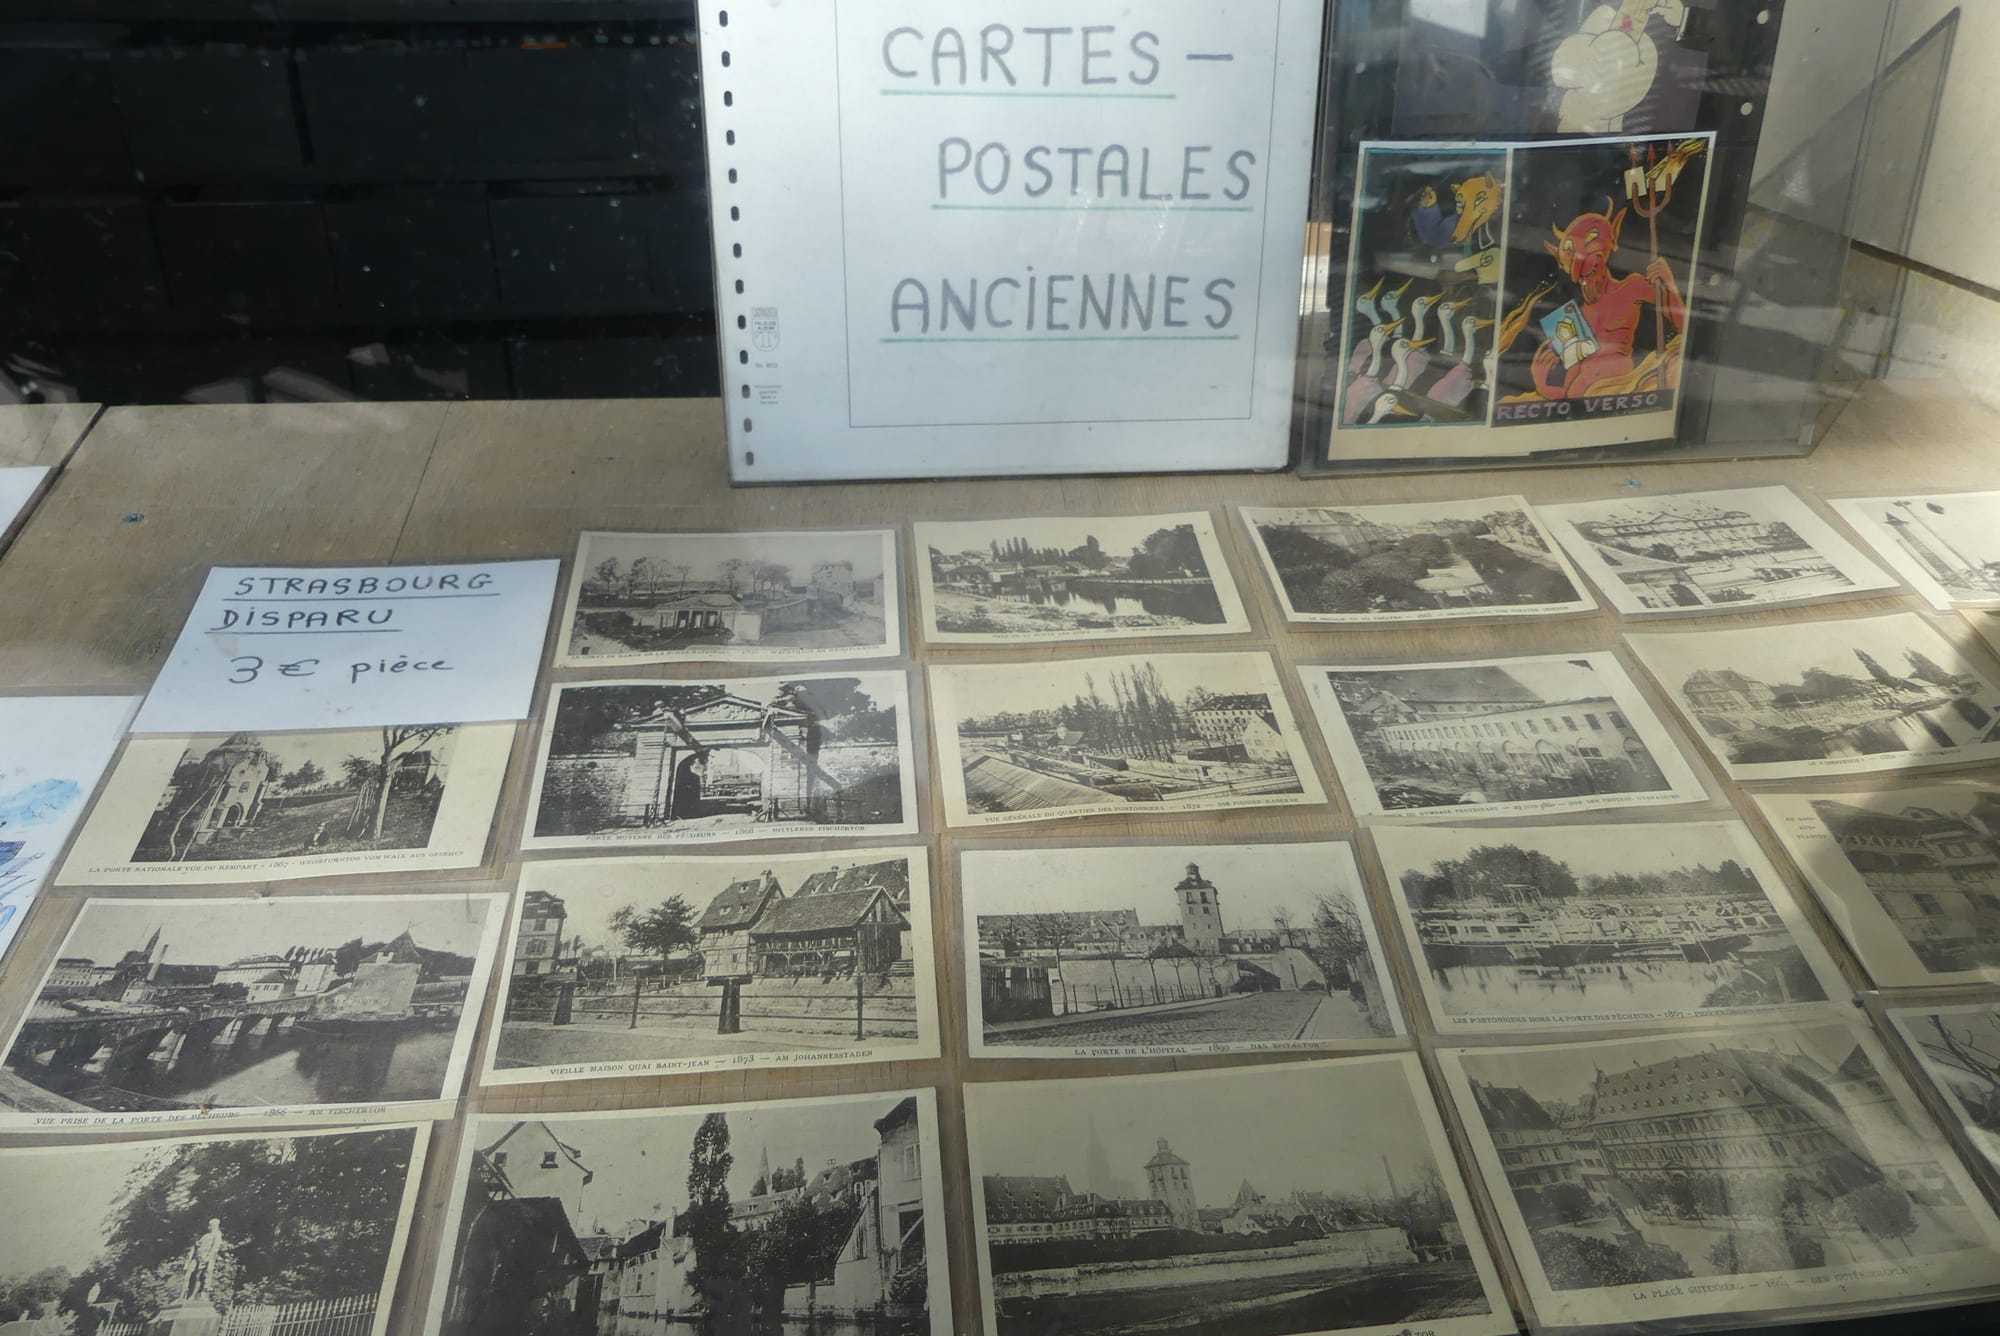 CARTES —
POSTALES
ANCIENNES
RECTO VERSO
STRASBOURG
DISPARU
3 € pièce
LA PORTE NATIONALE VUE DU REMPART — 1867 — WEISSTURMTOR VOM WALL AUS GESEHEN
PORTE MOYENNE DES PÊCHEURS — 1868 — MITTLERES FISCHERTOR
VUE GÉNÉRALE DU QUARTIER DES PONTONNIERS — 1872 — DIE PIONIER-KASERNE
VUE PRISE DE LA PORTE DES PÊCHEURS — 1866 — AM FISCHERTOR
VIEILLE MAISON QUAI SAINT-JEAN — 1873 — AM JOHANNESSTADEN
LA PORTE DE L'HÔPITAL — 1890 — DAS SPITALTOR
LES PONTONNIERS HORS LA PORTE DES PÊCHEURS — 1867
LA PLACE GUTENBERG